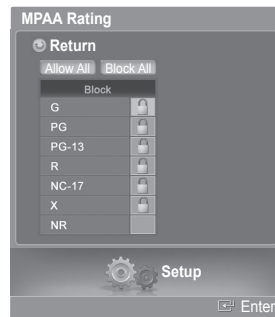 MPAA Rating
Return
Allow All Block All
Block
G
PG
PG-13
R
NC-17
X
NR
Setup
Enter